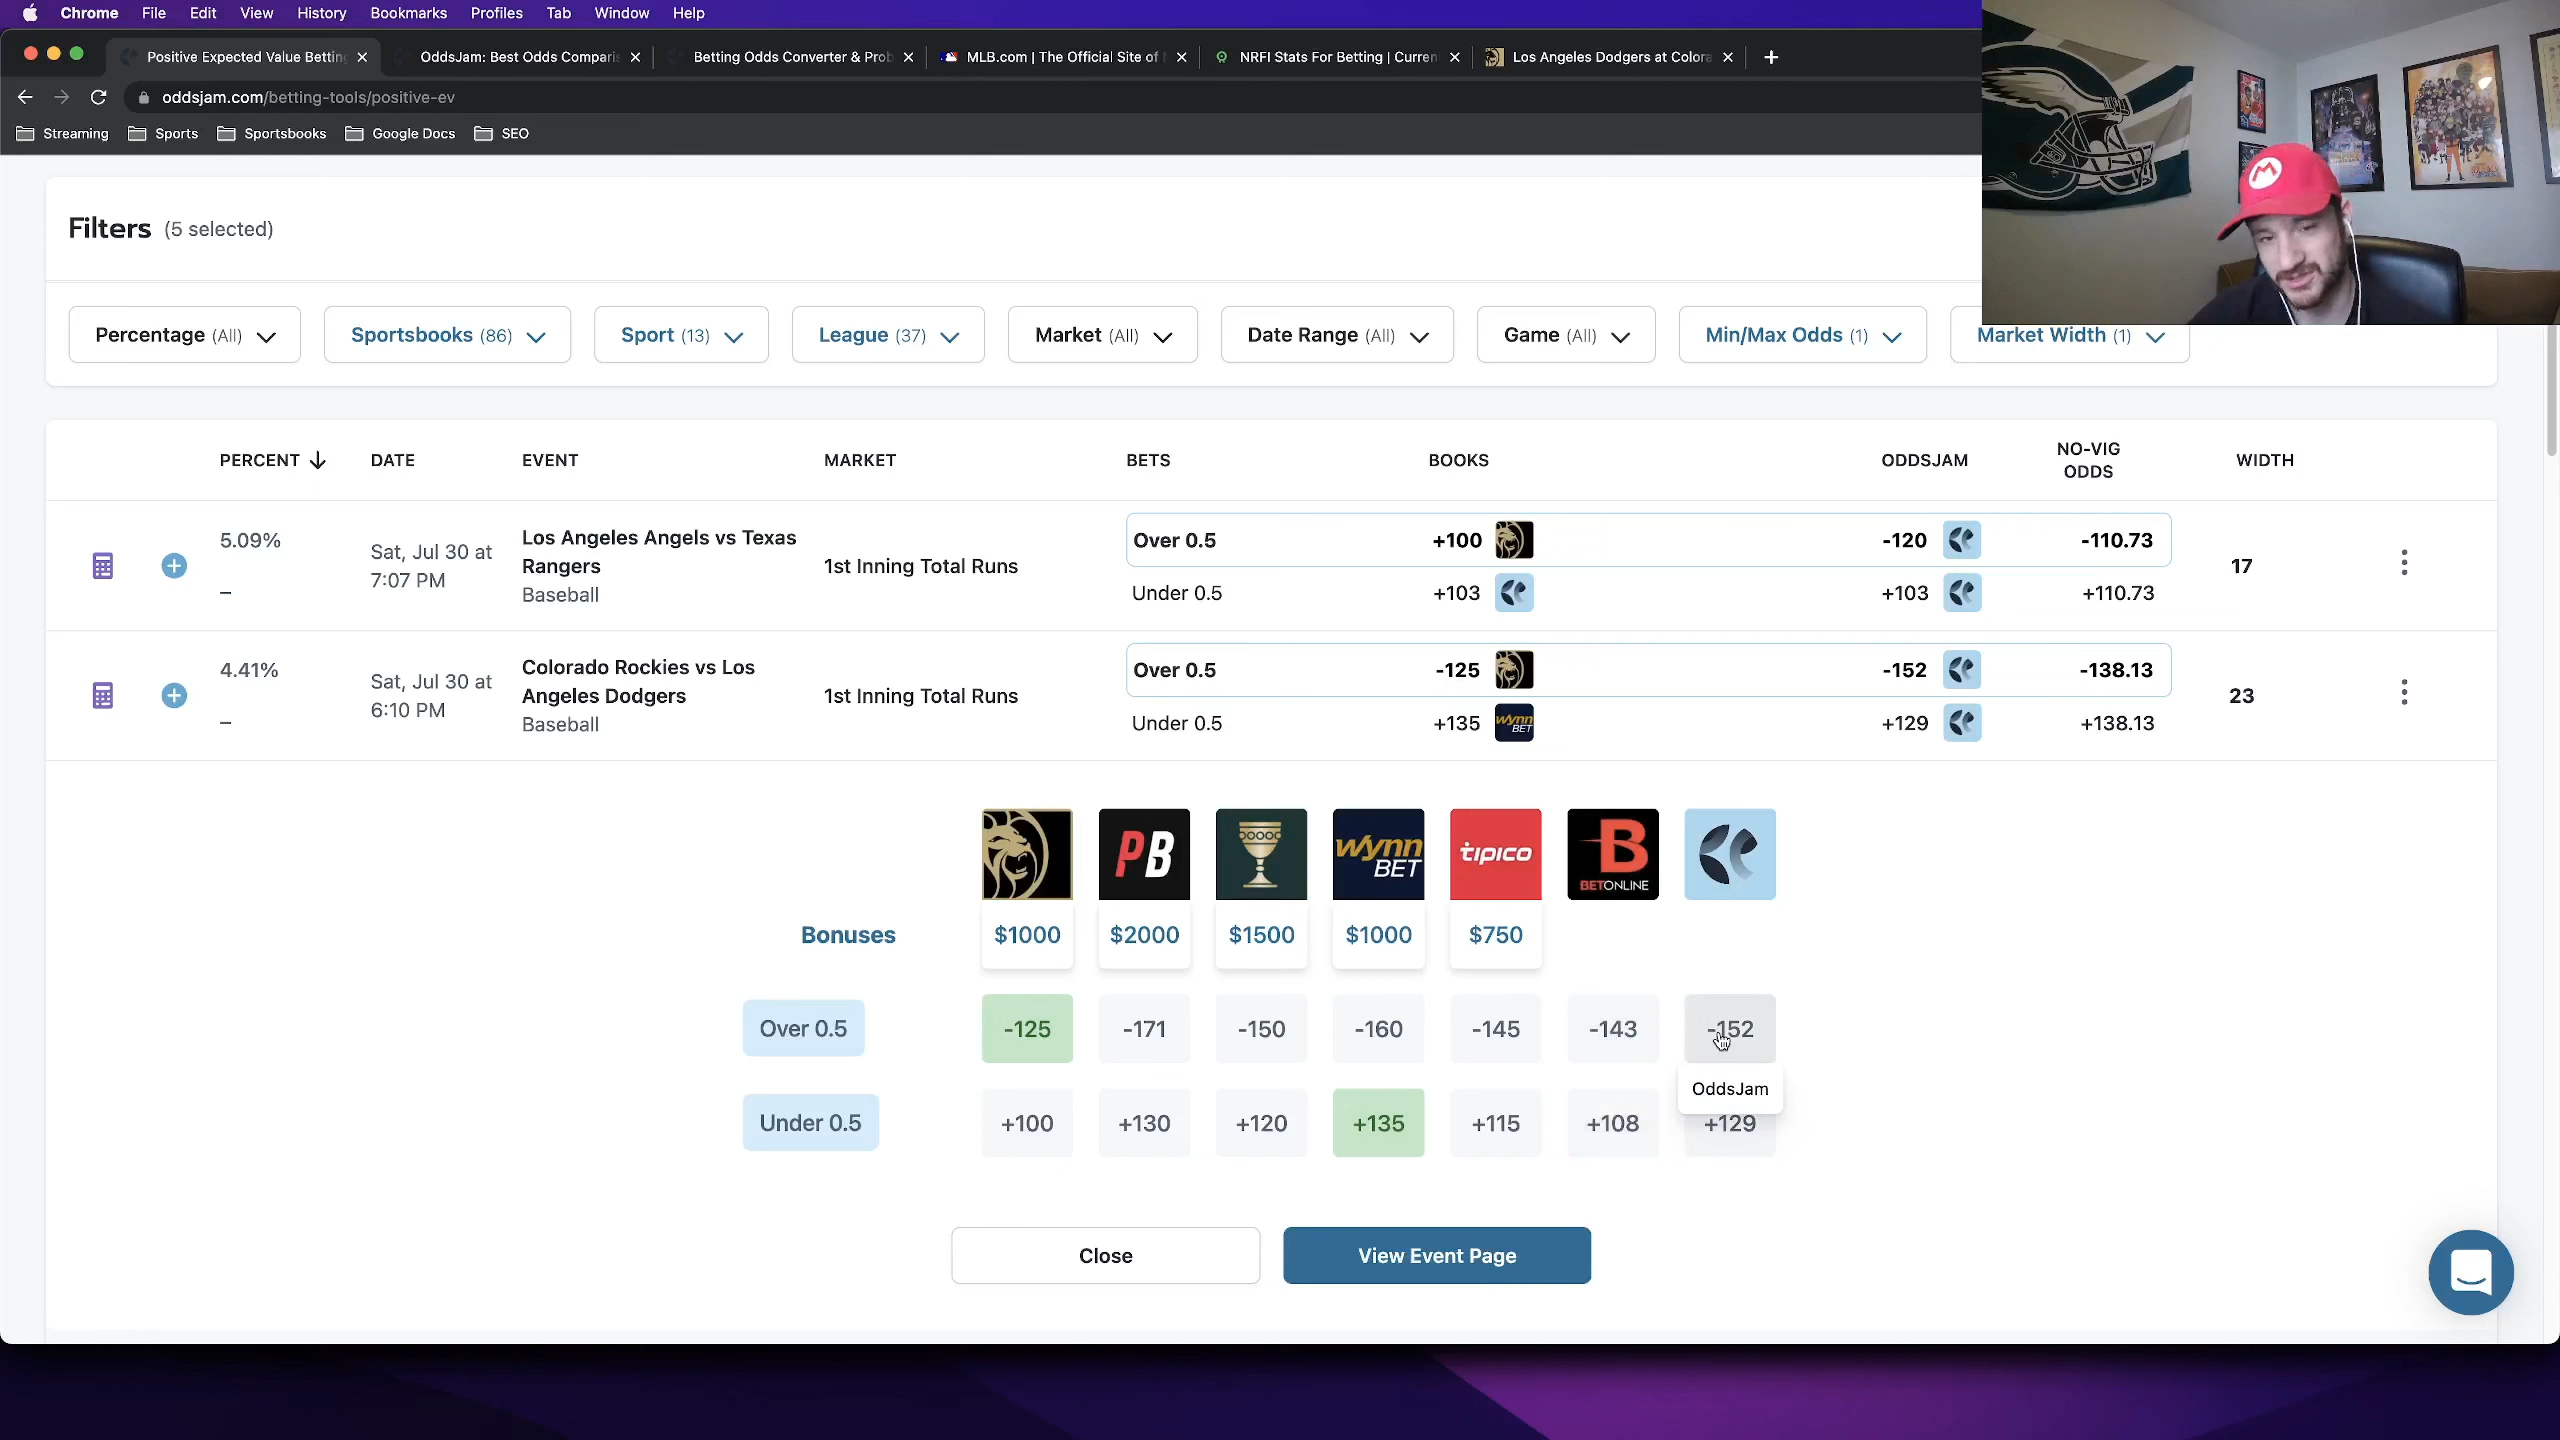 Chrome File Edit View History Bookmarks Profiles Tab Window Help
Positive Expected Value Betting OddsJam: Best Odds Comparis Betting Odds Converter & Prob MLB.com | The Official Site of NRFI Stats For Betting | Curren Los Angeles Dodgers at Colora
oddsjam.com/betting-tools/positive-ev
Streaming Sports Sportsbooks Google Docs SEO
Filters (5 selected)
Percentage (All) Sportsbooks (86) Sport (13) League (37) Market (All) Date Range (All) Game (All) Min/Max Odds (1) Market Width (1)
PERCENT DATE EVENT MARKET BETS BOOKS ODDSJAM NO-VIG
ODDS WIDTH
5.09%
–
Sat, Jul 30 at
7:07 PM
Los Angeles Angels vs Texas
Rangers
Baseball
1st Inning Total Runs
Over 0.5 +100 -120 -110.73
Under 0.5 +103 +103 +110.73
17
4.41%
–
Sat, Jul 30 at
6:10 PM
Colorado Rockies vs Los
Angeles Dodgers
Baseball
1st Inning Total Runs
Over 0.5 -125 -152 -138.13
Under 0.5 +135 wynn BET +129 +138.13
23
PB wynn BET tipico B BETONLINE
Bonuses $1000 $2000 $1500 $1000 $750
Over 0.5 -125 -171 -150 -160 -145 -143 -152
OddsJam
Under 0.5 +100 +130 +120 +135 +115 +108 +129
Close View Event Page